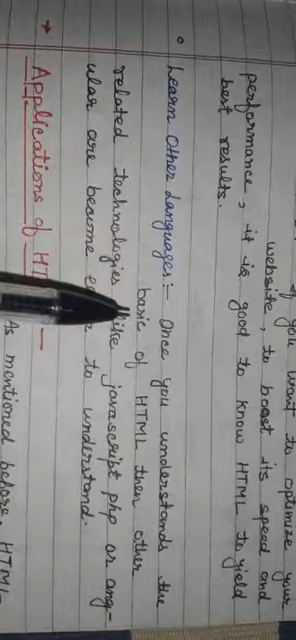 If you want to optimize your
website, to boost its speed and
performance, it is good to know HTML to yield
best results.
• Learn Other Languages:- Once you understands the
basic of HTML then other
related technologies like javascript php or ang-
ular are become to understand.
→ Applications of HT —
As mentioned before, HTML-